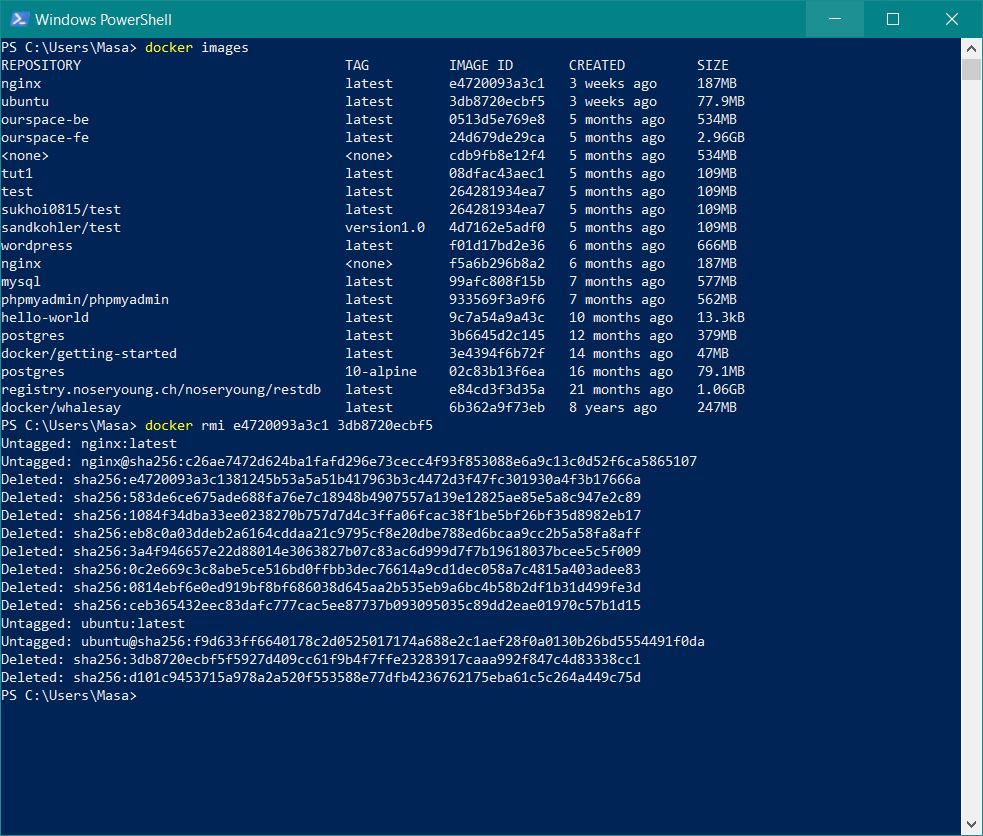 Windows PowerShell
PS C:\Users\Masa> docker images
REPOSITORY TAG IMAGE ID CREATED SIZE
nginx latest e4720093a3c1 3 weeks ago 187MB
ubuntu latest 3db8720ecbf5 3 weeks ago 77.9MB
ourspace-be latest 0513d5e769e8 5 months ago 534MB
ourspace-fe latest 24d679de29ca 5 months ago 2.96GB
<none> <none> cdb9fb8e12f4 5 months ago 534MB
tut1 latest 08dfac43aec1 5 months ago 109MB
test latest 264281934ea7 5 months ago 109MB
sukhoi0815/test latest 264281934ea7 5 months ago 109MB
sandkohler/test version1.0 4d7162e5adf0 5 months ago 109MB
wordpress latest f01d17bd2e36 6 months ago 666MB
nginx <none> f5a6b296b8a2 6 months ago 187MB
mysql latest 99afc808f15b 7 months ago 577MB
phpmyadmin/phpmyadmin latest 933569f3a9f6 7 months ago 562MB
hello-world latest 9c7a54a9a43c 10 months ago 13.3kB
postgres latest 3b6645d2c145 12 months ago 379MB
docker/getting-started latest 3e4394f6b72f 14 months ago 47MB
postgres 10-alpine 02c83b13f6ea 16 months ago 79.1MB
registry.noseryoung.ch/noseryoung/restdb latest e84cd3f3d35a 21 months ago 1.06GB
docker/whalesay latest 6b362a9f73eb 8 years ago 247MB
PS C:\Users\Masa> docker rmi e4720093a3c1 3db8720ecbf5
Untagged: nginx:latest
Untagged: nginx@sha256:c26ae7472d624ba1fafd296e73cecc4f93f853088e6a9c13c0d52f6ca5865107
Deleted: sha256:e4720093a3c1381245b53a5a51b417963b3c4472d3f47fc301930a4f3b17666a
Deleted: sha256:583de6ce675ade688fa76e7c18948b4907557a139e12825ae85e5a8c947e2c89
Deleted: sha256:1084f34dba33ee0238270b757d7d4c3ffa06fcac38f1be5bf26bf35d8982eb17
Deleted: sha256:eb8c0a03ddeb2a6164cddaa21c9795cf8e20dbe788ed6bcaa9cc2b5a58fa8aff
Deleted: sha256:3a4f946657e22d88014e3063827b07c83ac6d999d7f7b19618037bcee5c5f009
Deleted: sha256:0c2e669c3c8abe5ce516bd0ffbb3dec76614a9cd1dec058a7c4815a403adee83
Deleted: sha256:0814ebf6e0ed919bf8bf686038d645aa2b535eb9a6bc4b58b2df1b31d499fe3d
Deleted: sha256:ceb365432eec83dafc777cac5ee87737b093095035c89dd2eae01970c57b1d15
Untagged: ubuntu:latest
Untagged: ubuntu@sha256:f9d633ff6640178c2d0525017174a688e2c1aef28f0a0130b26bd5554491f0da
Deleted: sha256:3db8720ecbf5f5927d409cc61f9b4f7ffe23283917caaa992f847c4d83338cc1
Deleted: sha256:d101c9453715a978a2a520f553588e77dfb4236762175eba61c5c264a449c75d
PS C:\Users\Masa>